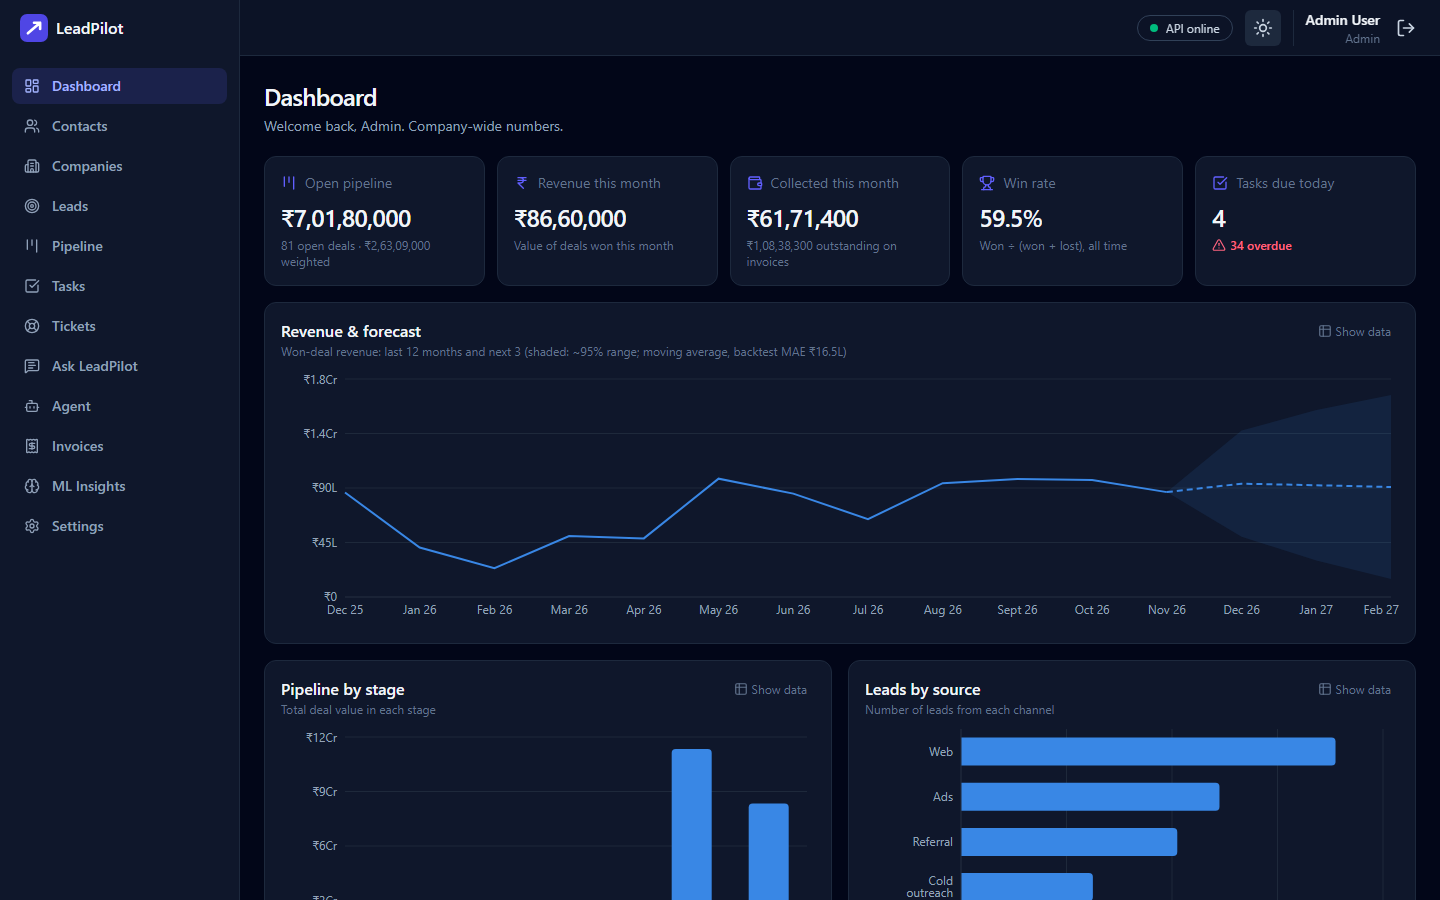 LeadPilot
API online
Admin User
Admin
Dashboard
Contacts
Companies
Leads
Pipeline
Tasks
Tickets
Ask LeadPilot
Agent
Invoices
ML Insights
Settings
Dashboard
Welcome back, Admin. Company-wide numbers.
Open pipeline
₹7,01,80,000
81 open deals · ₹2,63,09,000
weighted
Revenue this month
₹86,60,000
Value of deals won this month
Collected this month
₹61,71,400
₹1,08,38,300 outstanding on
invoices
Win rate
59.5%
Won ÷ (won + lost), all time
Tasks due today
4
34 overdue
Revenue & forecast
Show data
Won-deal revenue: last 12 months and next 3 (shaded: ~95% range; moving average, backtest MAE ₹16.5L)
₹1.8Cr
₹1.4Cr
₹90L
₹45L
₹0
Dec 25 Jan 26 Feb 26 Mar 26 Apr 26 May 26 Jun 26 Jul 26 Aug 26 Sept 26 Oct 26 Nov 26 Dec 26 Jan 27 Feb 27
Pipeline by stage
Show data
Total deal value in each stage
₹12Cr
₹9Cr
₹6Cr
Leads by source
Show data
Number of leads from each channel
Web
Ads
Referral
Cold
outreach